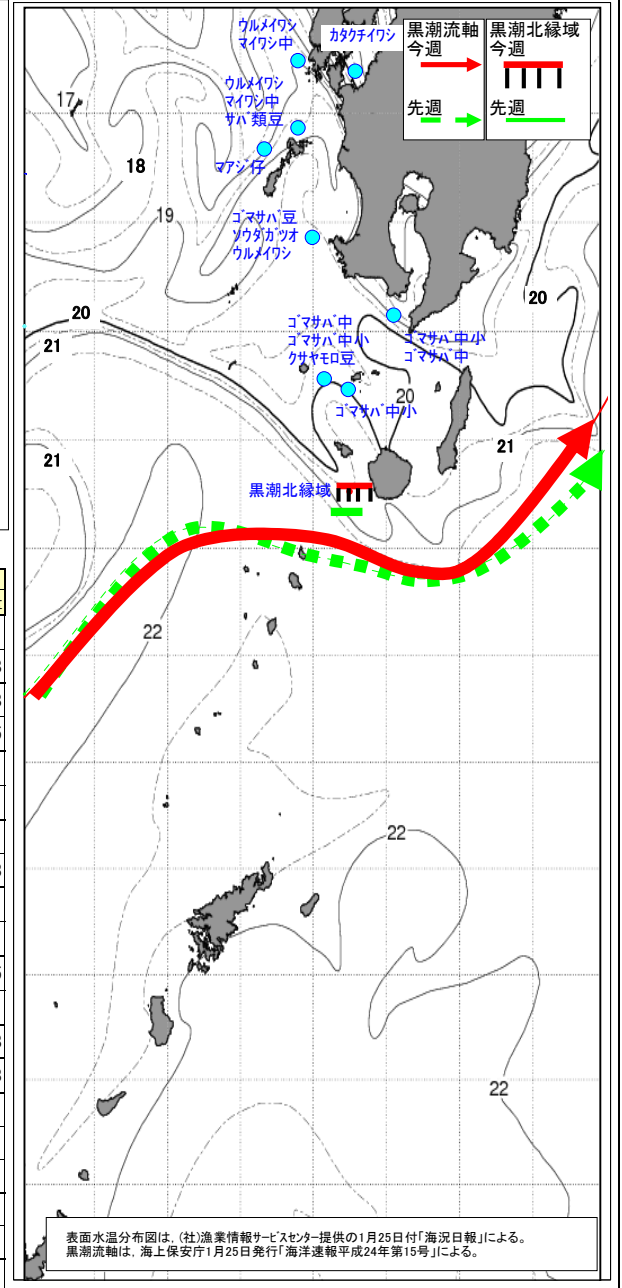 ウルメイワシ
マイワシ中
カタクチイワシ
黒潮流軸
今週
先週
黒潮北縁域
今週
先週
17
ウルメイワシ
マイワシ中
サバ類豆
18
マアジ仔
19
ゴマサバ豆
ソウダガツオ
ウルメイワシ
20
20
21
ゴマサバ中
ゴマサバ中小
クサヤモロ豆
ゴマサバ中小
ゴマサバ中
20
ゴマサバ中小
21
21
黒潮北縁域
22
22
22
表面水温分布図は，(社)漁業情報サービスセンター提供の1月25日付「海況日報」による。
黒潮流軸は，海上保安庁1月25日発行「海洋速報平成24年第15号」による。